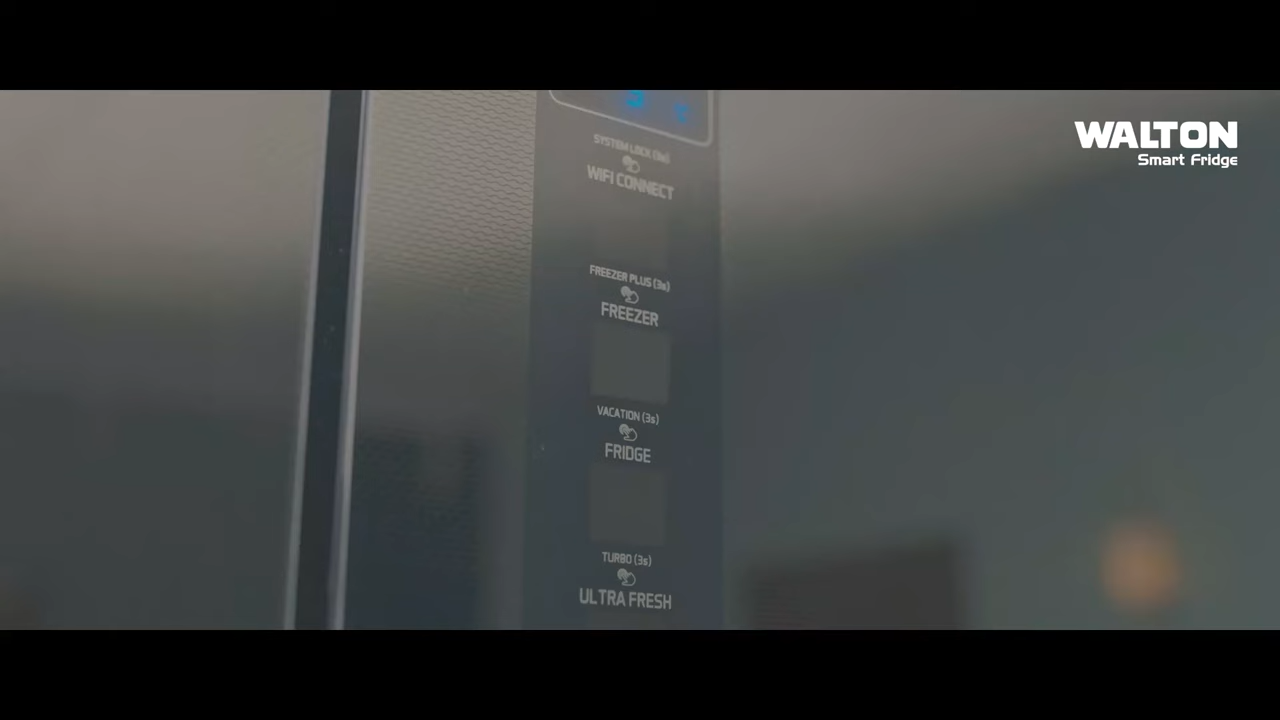 WALTON
Smart Fridge
SYSTEM LOCK (3s)
WIFI CONNECT
FREEZER PLUS (3s)
FREEZER
VACATION (3s)
FRIDGE
TURBO (3s)
ULTRA FRESH